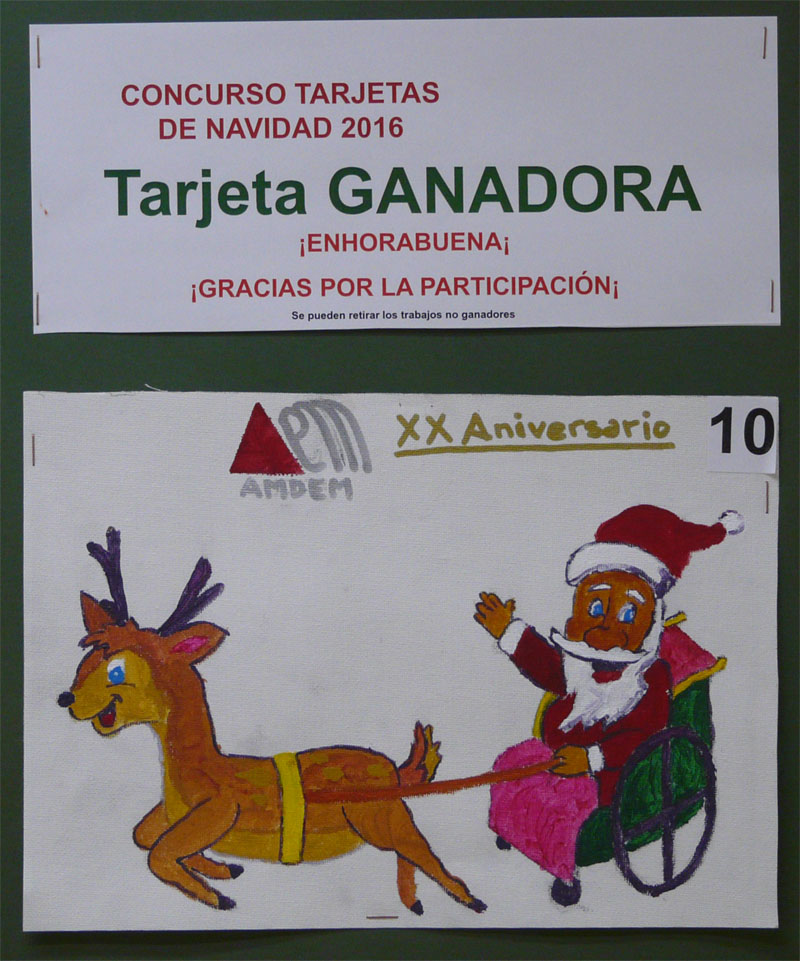 CONCURSO TARJETAS
DE NAVIDAD 2016
Tarjeta GANADORA
¡ENHORABUENA¡
¡GRACIAS POR LA PARTICIPACIÓN¡
Se pueden retirar los trabajos no ganadores
em
AMDEM
XX Aniversario
10